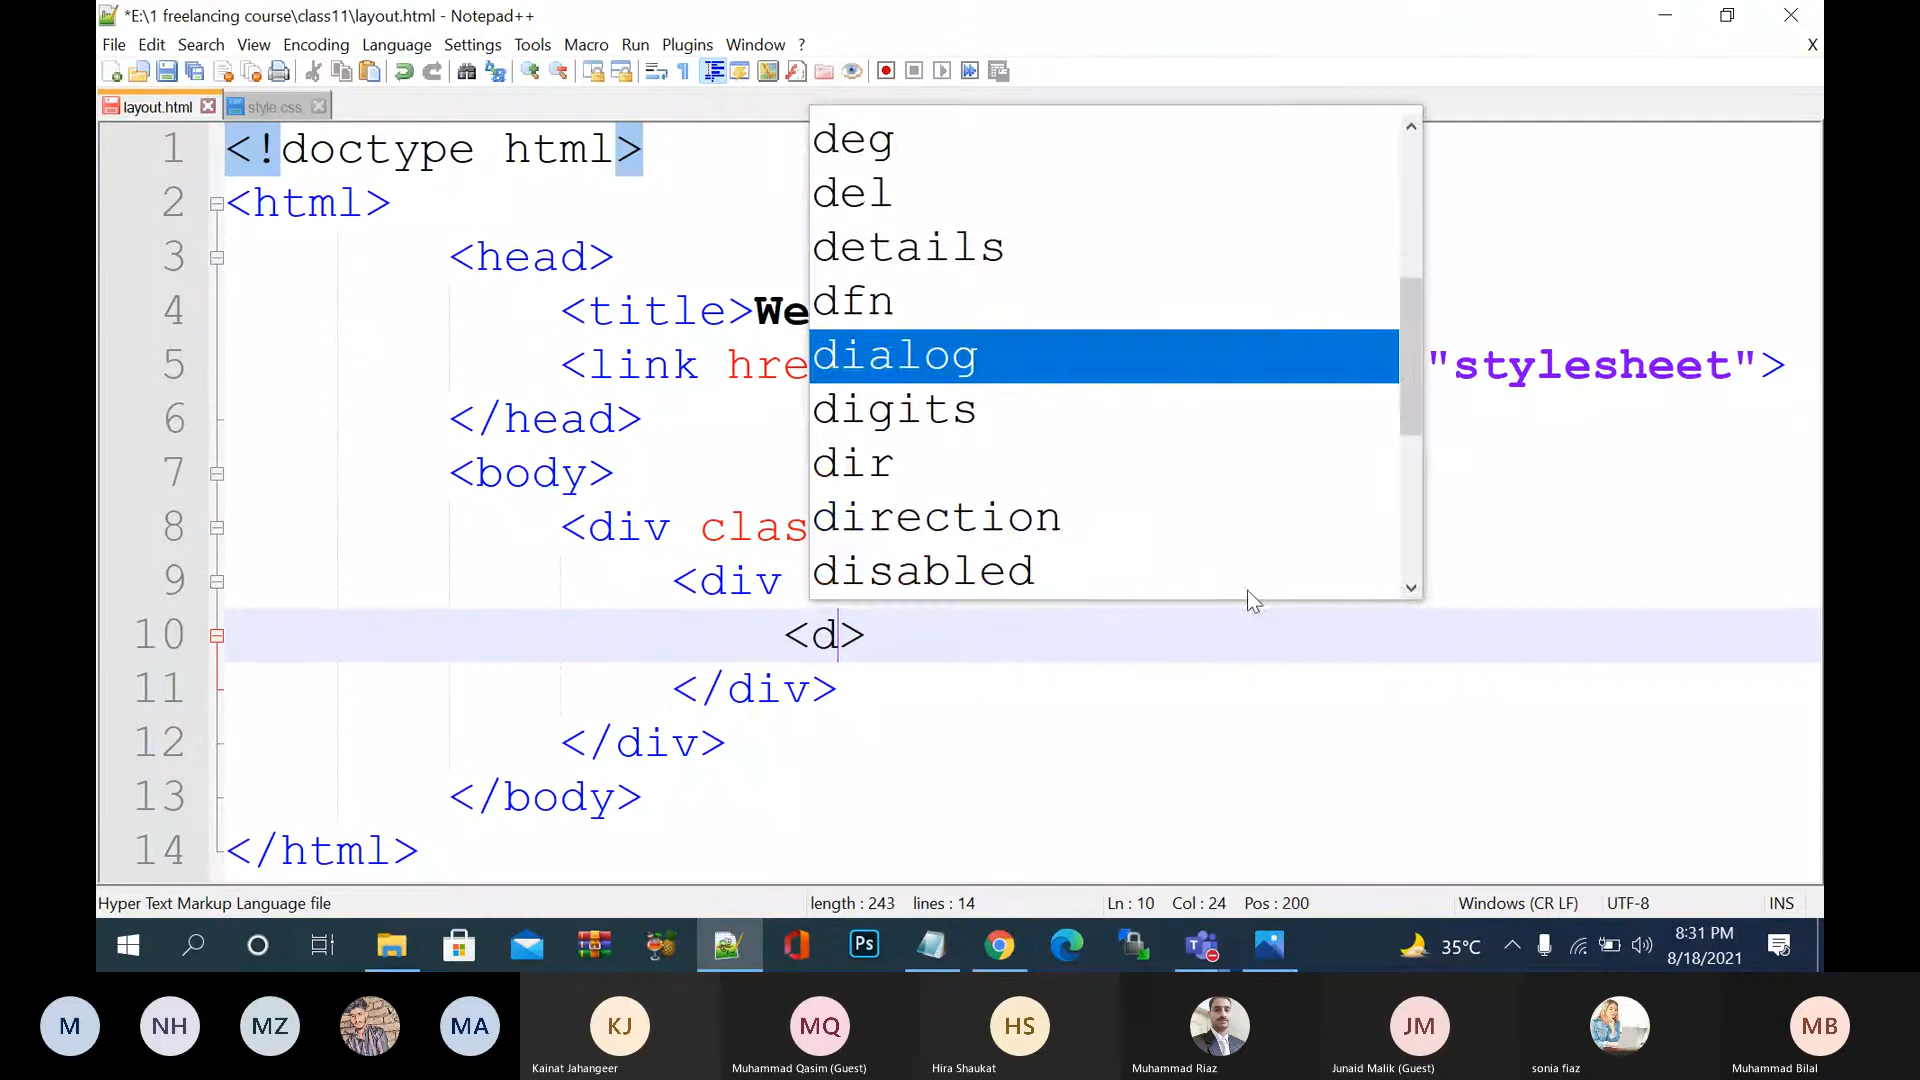 *E:\1 freelancing course\class11\layout.html - Notepad++
File Edit Search View Encoding Language Settings Tools Macro Run Plugins Window ? X
layout.html style.css
1 <!doctype html>
2 <html>
3 <head>
4 <title>We
5 <link hre "stylesheet">
6 </head>
7 <body>
8 <div clas
9 <div
10 <d>
11 </div>
12 </div>
13 </body>
14 </html>
deg
del
details
dfn
dialog
digits
dir
direction
disabled
Hyper Text Markup Language file length : 243 lines : 14 Ln : 10 Col : 24 Pos : 200 Windows (CR LF) UTF-8 INS
Ps 35°C 8:31 PM
8/18/2021
M NH MZ MA KJ MQ HS JM MB
Kainat Jahangeer Muhammad Qasim (Guest) Hira Shaukat Muhammad Riaz Junaid Malik (Guest) sonia fiaz Muhammad Bilal